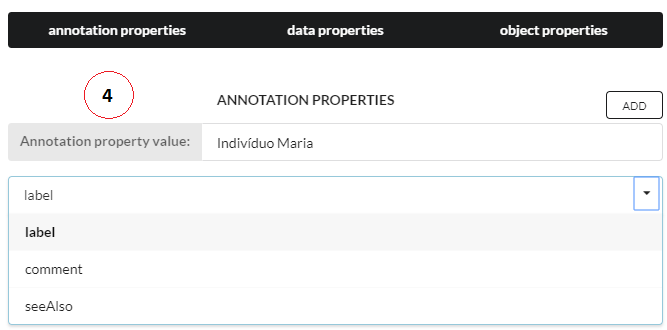 annotation properties data properties object properties
4 ANNOTATION PROPERTIES ADD
Annotation property value: Indivíduo Maria
label
label
comment
seeAlso